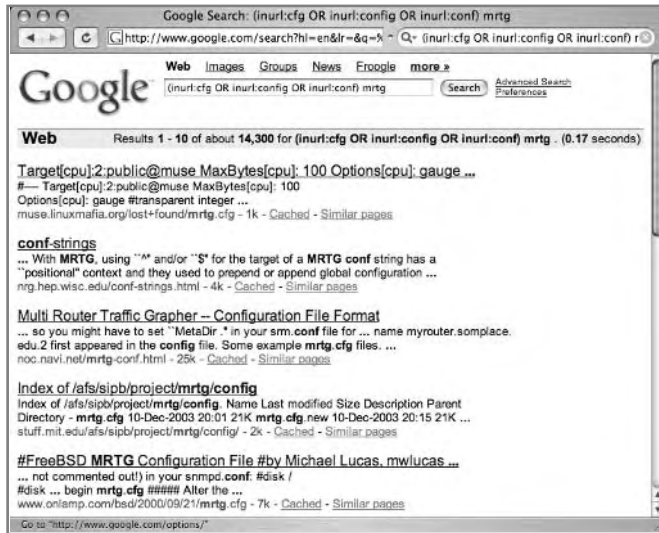 Google Search: (inurl:cfg OR inurl:config OR inurl:conf) mrtg
http://www.google.com/search?hl=en&lr=&q=% (inurl:cfg OR inurl:config OR inurl:conf) r
Web Images Groups News Froogle more »
Google (inurl:cfg OR inurl:config OR inurl:conf) mrtg Search Advanced Search
Preferences
Web Results 1 - 10 of about 14,300 for (inurl:cfg OR inurl:config OR inurl:conf) mrtg . (0.17 seconds)
Target[cpu]:2:public@muse MaxBytes[cpu]: 100 Options[cpu]: gauge ...
#---- Target[cpu]:2:public@muse MaxBytes[cpu]: 100
Options[cpu]: gauge #transparent integer ...
muse.linuxmafia.org/lost+found/mrtg.cfg - 1k - Cached - Similar pages
conf-strings
... With MRTG, using ``^" and/or ``$" for the target of a MRTG conf string has a
``positional" context and they used to prepend or append global configuration ...
nrg.hep.wisc.edu/conf-strings.html - 4k - Cached - Similar pages
Multi Router Traffic Grapher -- Configuration File Format
... so you might have to set ``MetaDir .'' in your srm.conf file for ... name myrouter.somplace.
edu.2 first appeared in the config file. Some example mrtg.cfg files. ...
noc.navi.net/mrtg-conf.html - 25k - Cached - Similar pages
Index of /afs/sipb/project/mrtg/config
Index of /afs/sipb/project/mrtg/config. Name Last modified Size Description Parent
Directory - mrtg.cfg 10-Dec-2003 20:01 21K mrtg.cfg.new 10-Dec-2003 20:15 21K ...
stuff.mit.edu/afs/sipb/project/mrtg/config/ - 2k - Cached - Similar pages
#FreeBSD MRTG Configuration File #by Michael Lucas, mwlucas ...
... not commented out!) in your snmpd.conf: #disk /
#disk ... begin mrtg.cfg ##### Alter the ...
www.onlamp.com/bsd/2000/09/21/mrtg.cfg - 7k - Cached - Similar pages
Go to "http://www.google.com/options/"